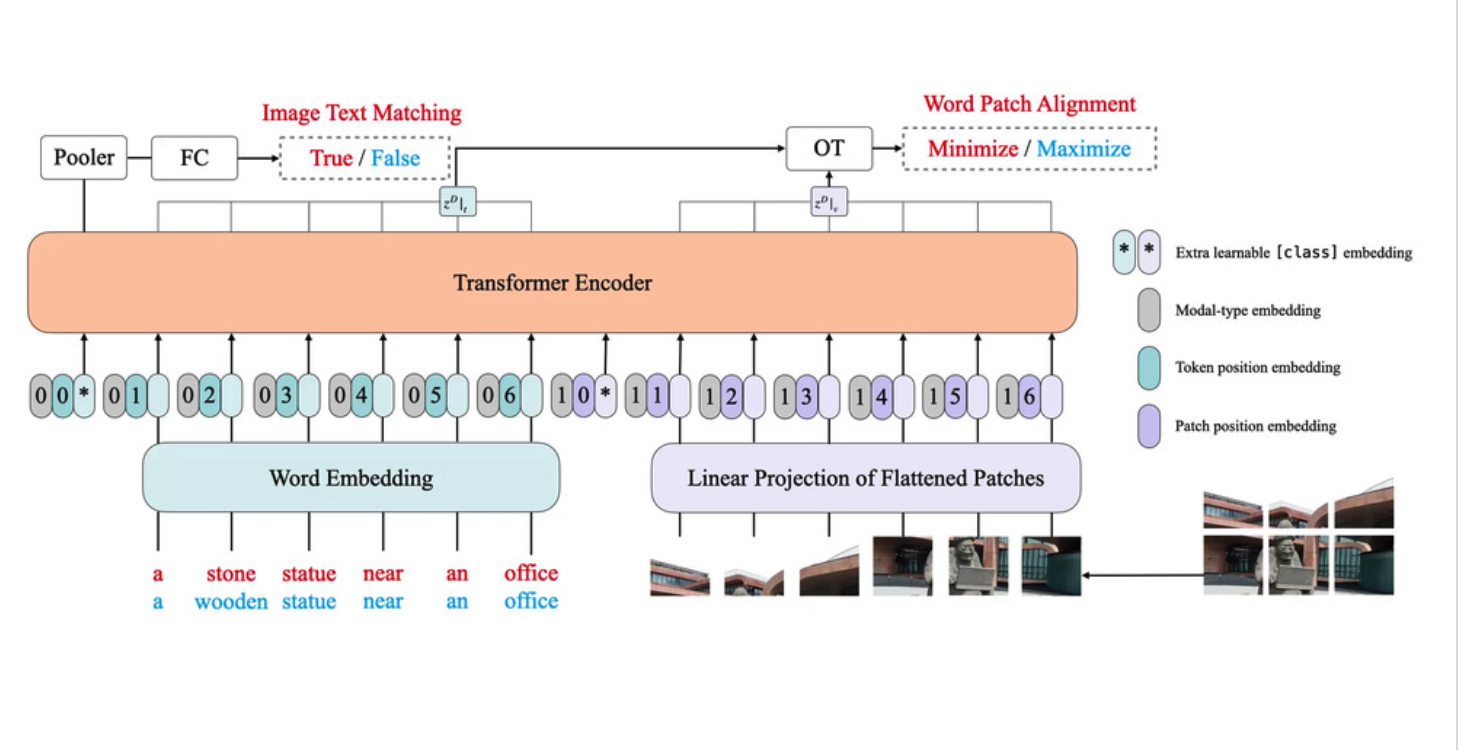 Image Text Matching
Word Patch Alignment
Pooler
FC
True / False
OT
Minimize / Maximize
z^D|_t
z^D|_v
Transformer Encoder
* * Extra learnable [class] embedding
Modal-type embedding
Token position embedding
Patch position embedding
0 0 * 0 1 0 2 0 3 0 4 0 5 0 6 1 0 * 1 1 1 2 1 3 1 4 1 5 1 6
Word Embedding
Linear Projection of Flattened Patches
a stone statue near an office
a wooden statue near an office